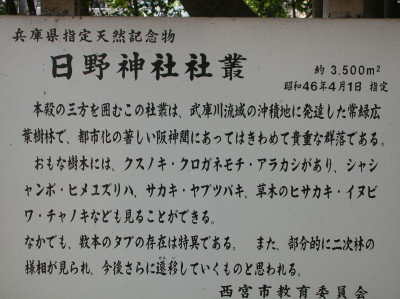 兵庫県指定天然記念物
日野神社社叢 約3.500m²
昭和46年4月1日 指定
本殿の三方を囲むこの社叢は、武庫川流域の沖積地に発達した常緑広
葉樹林で、都市化の著しい阪神間にあってはきわめて貴重な群落である。
おもな樹木には、クスノキ・クロガネモチ・アラカシがあり、シャシ
ャンボ・ヒメユズリハ、サカキ・ヤブツバキ、草木のヒサカキ・イヌビ
ワ・チャノキなども見ることができる。
なかでも、数本のタブの存在は特異である。 また、部分的に二次林の
様相が見られ、今後さらに遷移していくものと思われる。
西宮市教育委員会